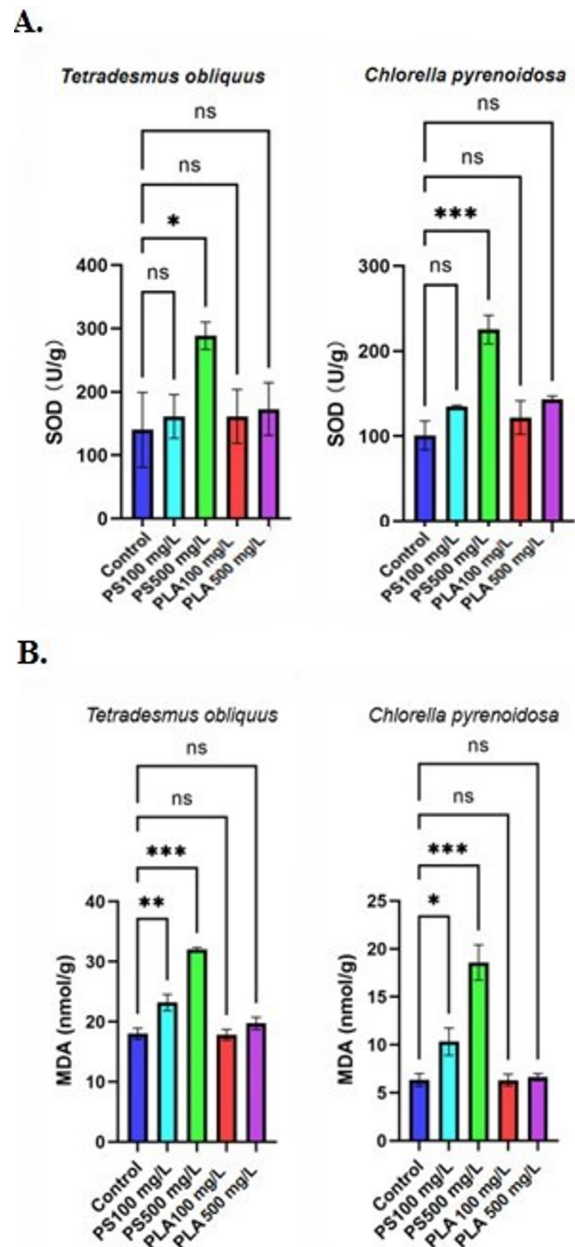 A.
Tetradesmus obliquus
Chlorella pyrenoidosa
ns
ns
*
ns
ns
ns
***
ns
SOD (U/g)
400
300
200
100
0
SOD (U/g)
300
200
100
0
Control
PS100 mg/L
PS500 mg/L
PLA100 mg/L
PLA 500 mg/L
Control
PS100 mg/L
PS500 mg/L
PLA100 mg/L
PLA 500 mg/L
B.
Tetradesmus obliquus
Chlorella pyrenoidosa
ns
ns
***
**
ns
ns
***
*
MDA (nmol/g)
40
30
20
10
0
MDA (nmol/g)
25
20
15
10
5
0
Control
PS100 mg/L
PS500 mg/L
PLA100 mg/L
PLA 500 mg/L
Control
PS100 mg/L
PS500 mg/L
PLA 100 mg/L
PLA 500 mg/L